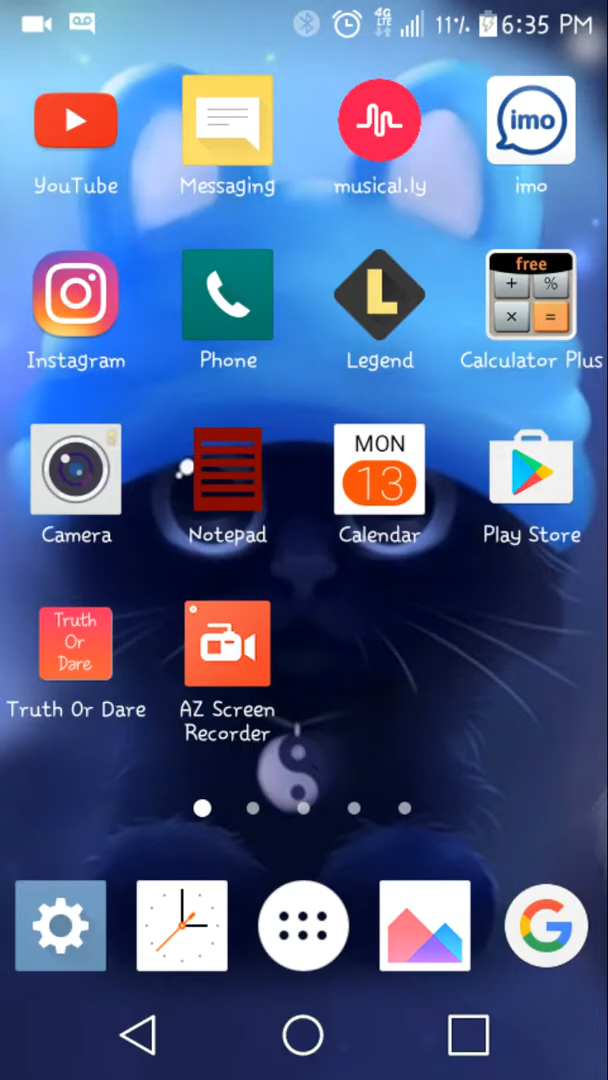 4G
LTE
11%
6:35 PM
YouTube
Messaging
musical.ly
imo
imo
Instagram
Phone
L
Legend
free
+ %
× =
Calculator Plus
Camera
Notepad
MON
13
Calendar
Play Store
Truth
Or
Dare
Truth Or Dare
AZ Screen
Recorder
G